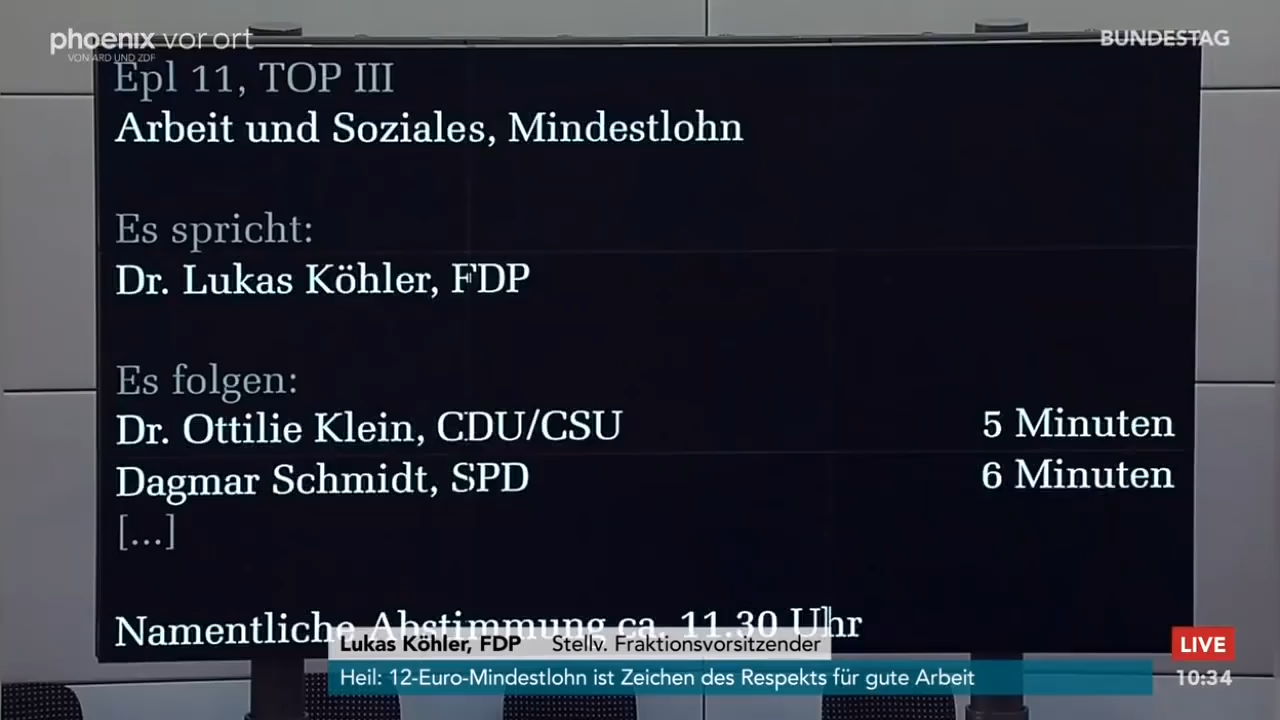 phoenix vor ort
VON ARD UND ZDF
BUNDESTAG
Epl 11, TOP III
Arbeit und Soziales, Mindestlohn
Es spricht:
Dr. Lukas Köhler, FDP
Es folgen:
Dr. Ottilie Klein, CDU/CSU 5 Minuten
Dagmar Schmidt, SPD 6 Minuten
[...]
Namentliche Abstimmung ca. 11.30 Uhr
Lukas Köhler, FDP Stellv. Fraktionsvorsitzender
LIVE
Heil: 12-Euro-Mindestlohn ist Zeichen des Respekts für gute Arbeit
10:34